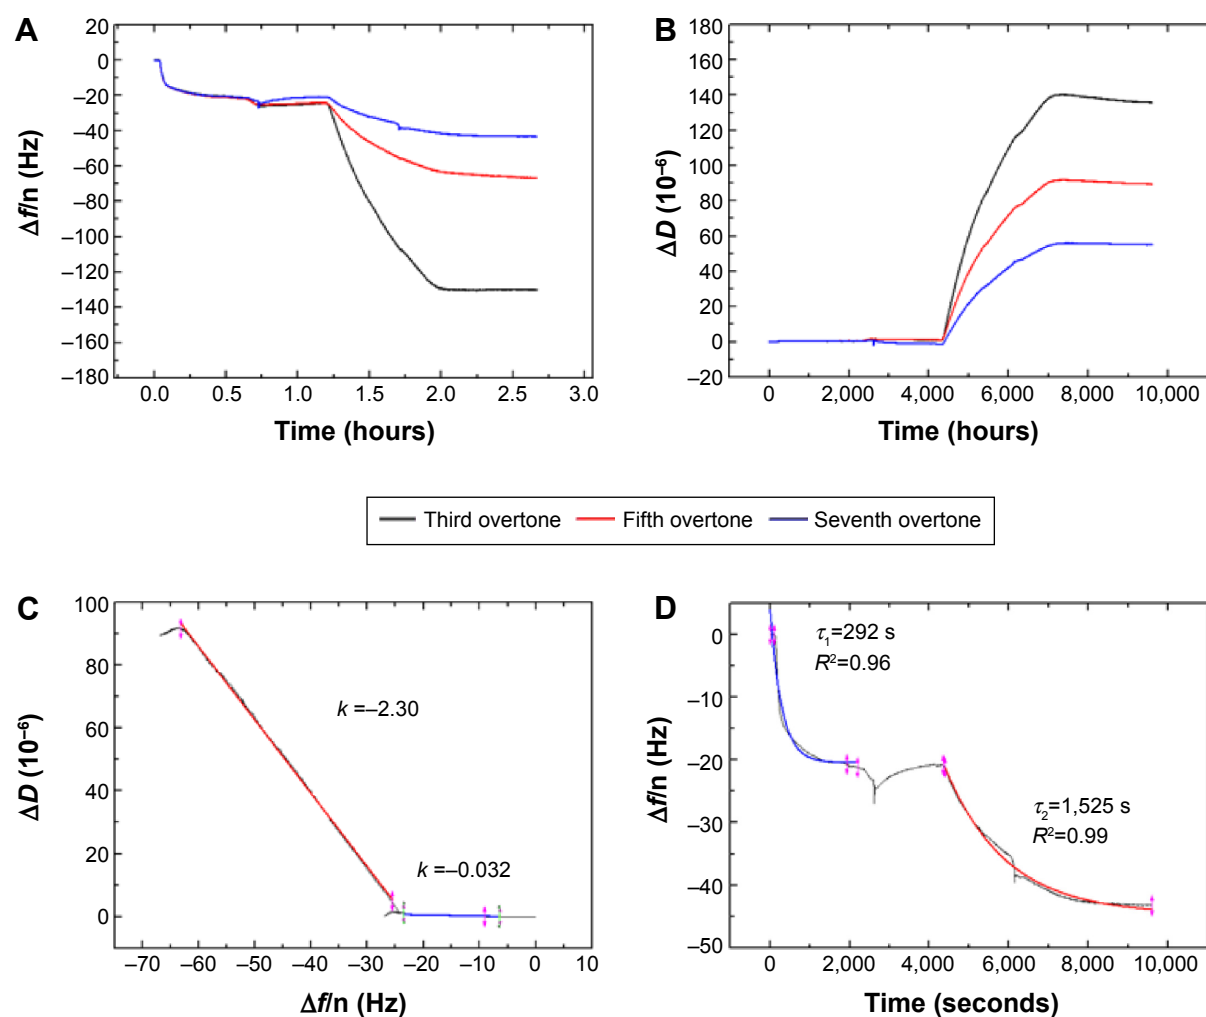 A
20
0
–20
–40
–60
–80
–100
–120
–140
–160
–180
Δf/n (Hz)
0.0 0.5 1.0 1.5 2.0 2.5 3.0
Time (hours)
B
180
160
140
120
100
80
60
40
20
0
–20
ΔD (10⁻⁶)
0 2,000 4,000 6,000 8,000 10,000
Time (hours)
Third overtone Fifth overtone Seventh overtone
C
100
80
60
40
20
0
ΔD (10⁻⁶)
k =–2.30
k =–0.032
–70 –60 –50 –40 –30 –20 –10 0 10
Δf/n (Hz)
D
0
–10
–20
–30
–40
–50
Δf/n (Hz)
τ₁=292 s
R²=0.96
τ₂=1,525 s
R²=0.99
0 2,000 4,000 6,000 8,000 10,000
Time (seconds)